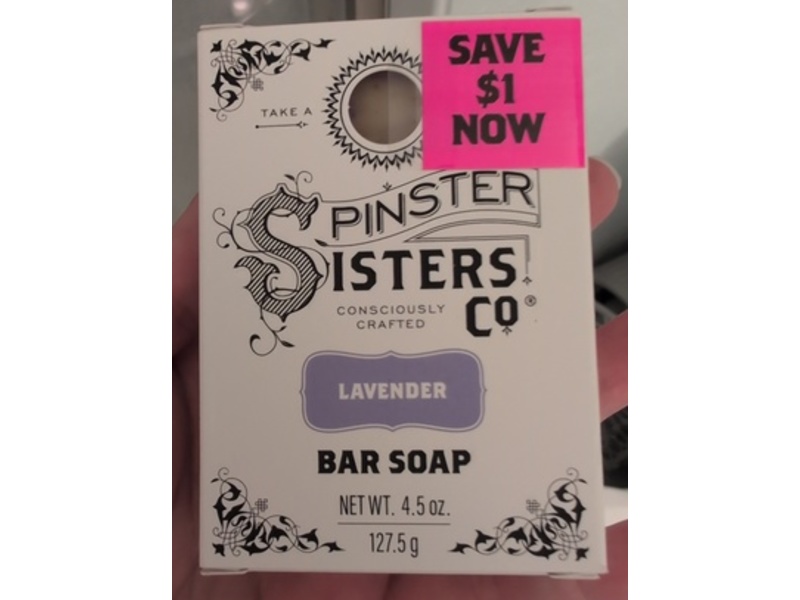 SAVE
$1
NOW
TAKE A
SPINSTER
SISTERS
CO®
CONSCIOUSLY
CRAFTED
LAVENDER
BAR SOAP
NET WT. 4.5 oz.
127.5 g